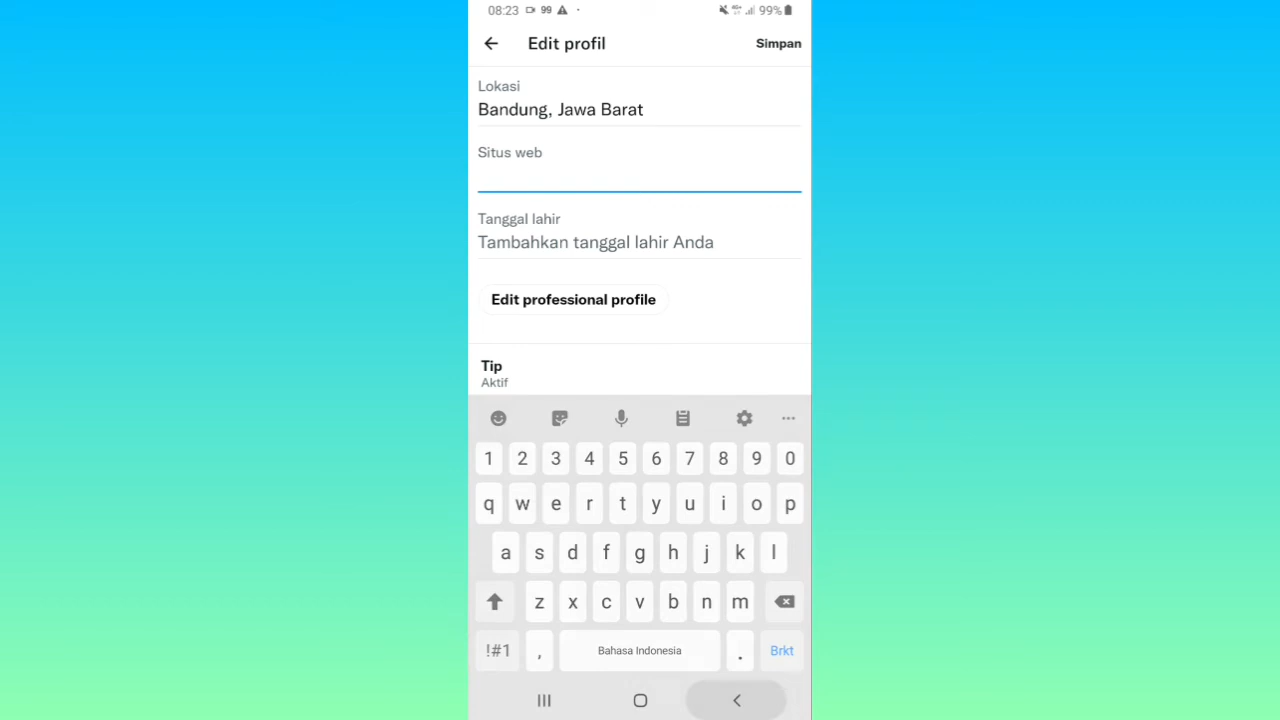 08:23 99 99%
Edit profil Simpan
Lokasi
Bandung, Jawa Barat
Situs web
Tanggal lahir
Tambahkan tanggal lahir Anda
Edit professional profile
Tip
Aktif
1 2 3 4 5 6 7 8 9 0
q w e r t y u i o p
a s d f g h j k l
z x c v b n m
!#1 , Bahasa Indonesia . Brkt